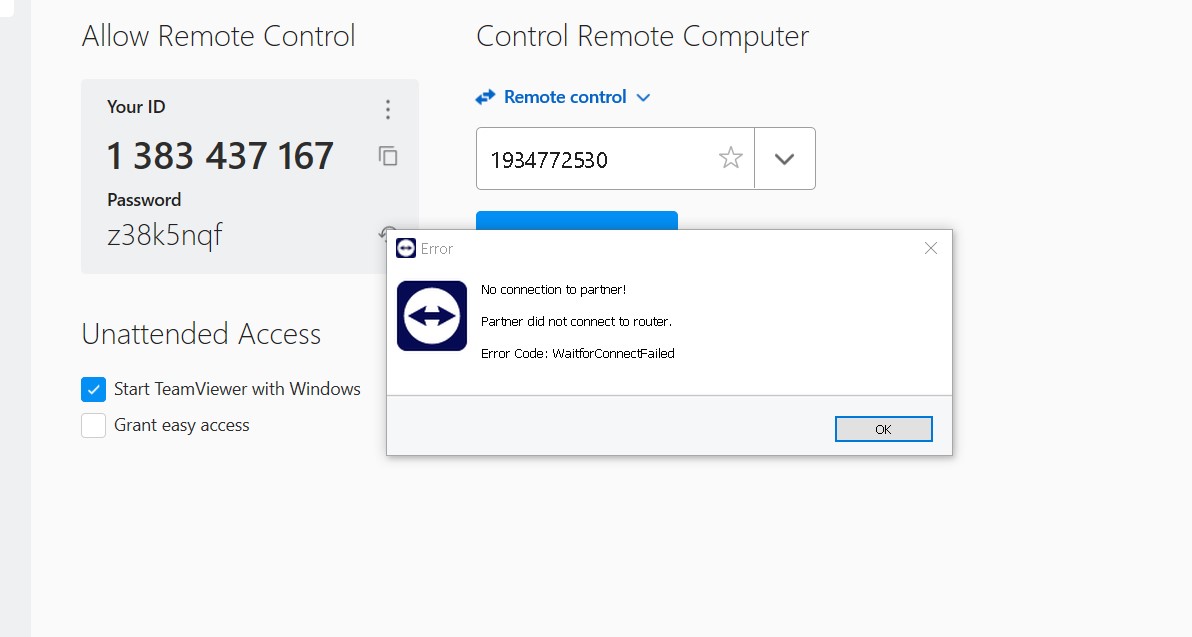 Allow Remote Control
Control Remote Computer
Your ID
1 383 437 167
Password
z38k5nqf
Remote control
1934772530
Error
No connection to partner!
Partner did not connect to router.
Error Code: WaitforConnectFailed
OK
Unattended Access
Start TeamViewer with Windows
Grant easy access